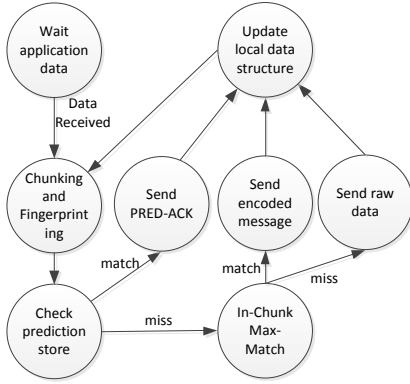 Wait
application
data
Update
local data
structure
Data
Received
Chunking
and
Fingerprint
ing
Send
PRED-ACK
Send
encoded
message
Send raw
data
match
match
miss
Check
prediction
store
miss
In-Chunk
Max-
Match